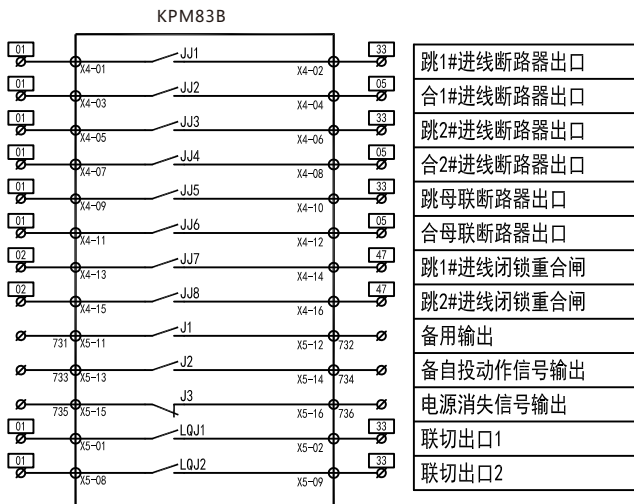 KPM83B
01 JJ1 33 跳1#进线断路器出口
X4-01 X4-02
01 JJ2 05 合1#进线断路器出口
X4-03 X4-04
01 JJ3 33 跳2#进线断路器出口
X4-05 X4-06
01 JJ4 05 合2#进线断路器出口
X4-07 X4-08
01 JJ5 33 跳母联断路器出口
X4-09 X4-10
01 JJ6 05 合母联断路器出口
X4-11 X4-12
02 JJ7 47 跳1#进线闭锁重合闸
X4-13 X4-14
02 JJ8 47 跳2#进线闭锁重合闸
X4-15 X4-16
J1 备用输出
731 X5-11 X5-12 732
J2 备自投动作信号输出
733 X5-13 X5-14 734
J3 电源消失信号输出
735 X5-15 X5-16 736
01 LQJ1 33 联切出口1
X5-01 X5-02
01 LQJ2 33 联切出口2
X5-08 X5-09